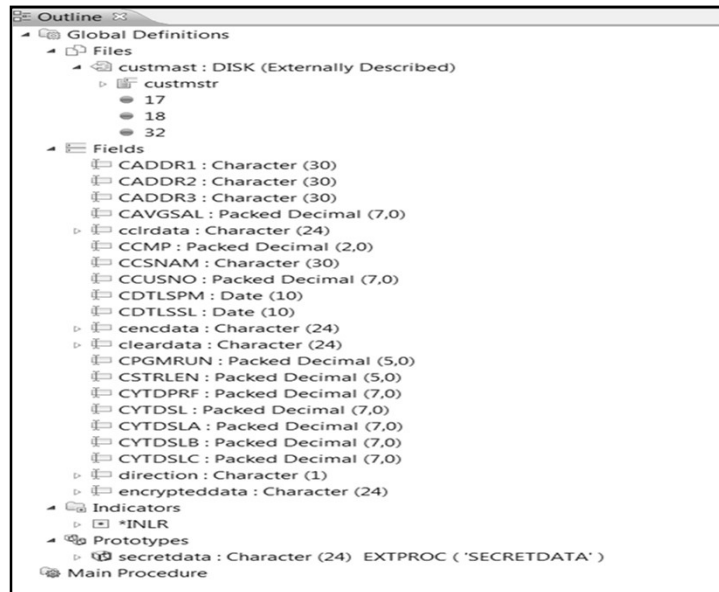 Outline
Global Definitions
Files
custmast : DISK (Externally Described)
custmstr
17
18
32
Fields
CADDR1 : Character (30)
CADDR2 : Character (30)
CADDR3 : Character (30)
CAVGSAL : Packed Decimal (7,0)
cclrdata : Character (24)
CCMP : Packed Decimal (2,0)
CCSNAM : Character (30)
CCUSNO : Packed Decimal (7,0)
CDTLSPM : Date (10)
CDTLSSL : Date (10)
cencdata : Character (24)
cleardata : Character (24)
CPGMRUN : Packed Decimal (5,0)
CSTRLEN : Packed Decimal (5,0)
CYTDPRF : Packed Decimal (7,0)
CYTDSL : Packed Decimal (7,0)
CYTDSLA : Packed Decimal (7,0)
CYTDSLB : Packed Decimal (7,0)
CYTDSLC : Packed Decimal (7,0)
direction : Character (1)
encrypteddata : Character (24)
Indicators
*INLR
Prototypes
secretdata : Character (24) EXTPROC ( 'SECRETDATA' )
Main Procedure